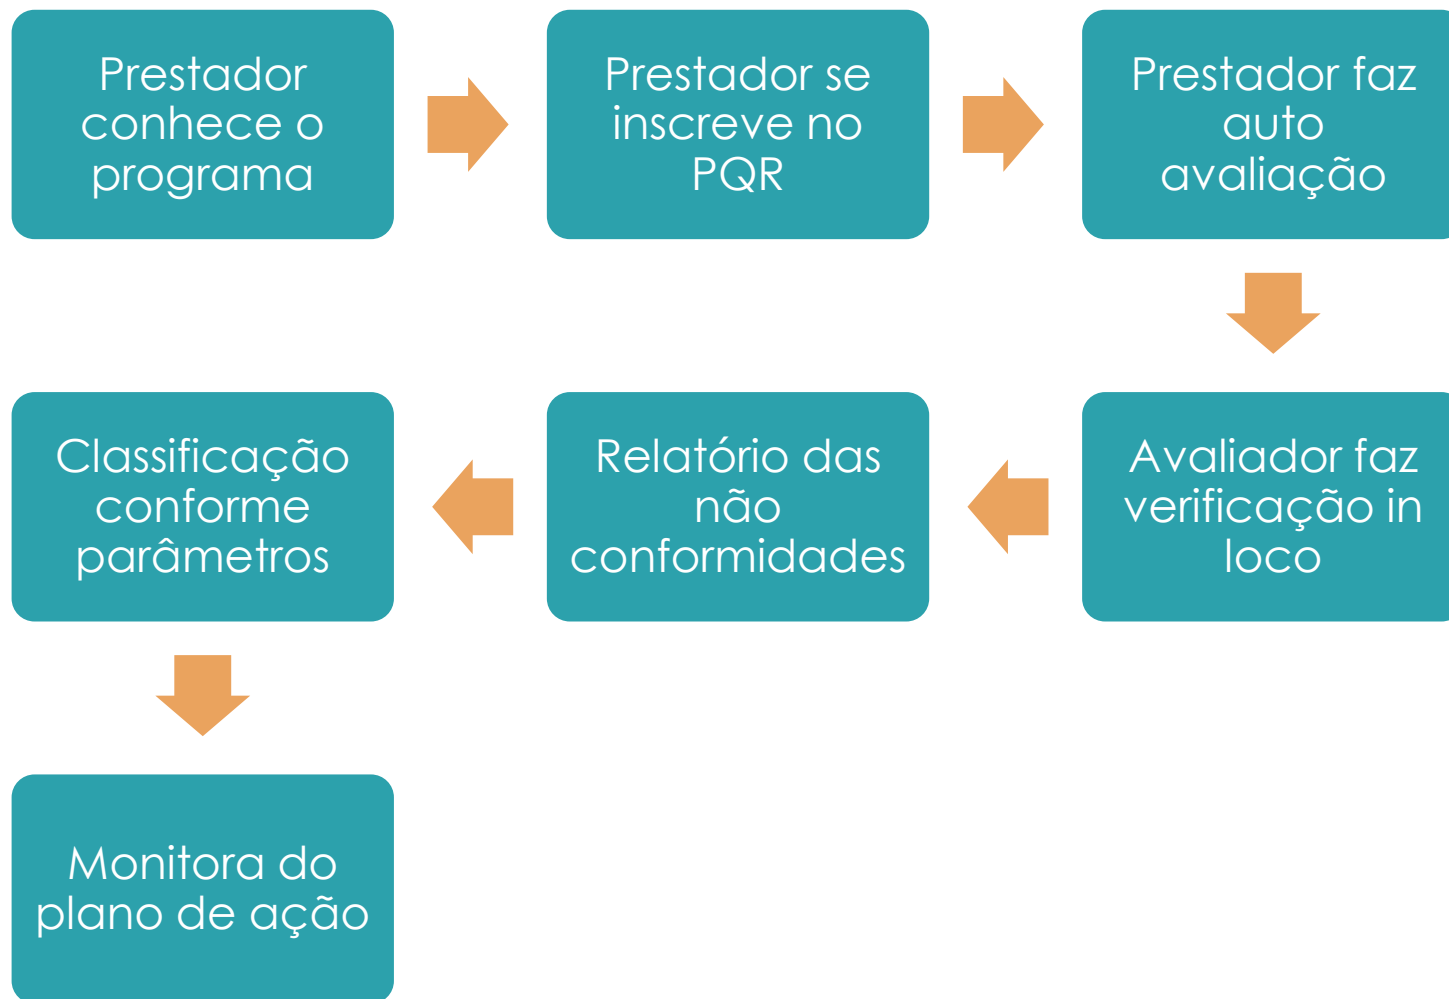 Prestador
conhece o
programa
Prestador se
inscreve no
PQR
Prestador faz
auto
avaliação
Avaliador faz
verificação in
loco
Relatório das
não
conformidades
Classificação
conforme
parâmetros
Monitora do
plano de ação